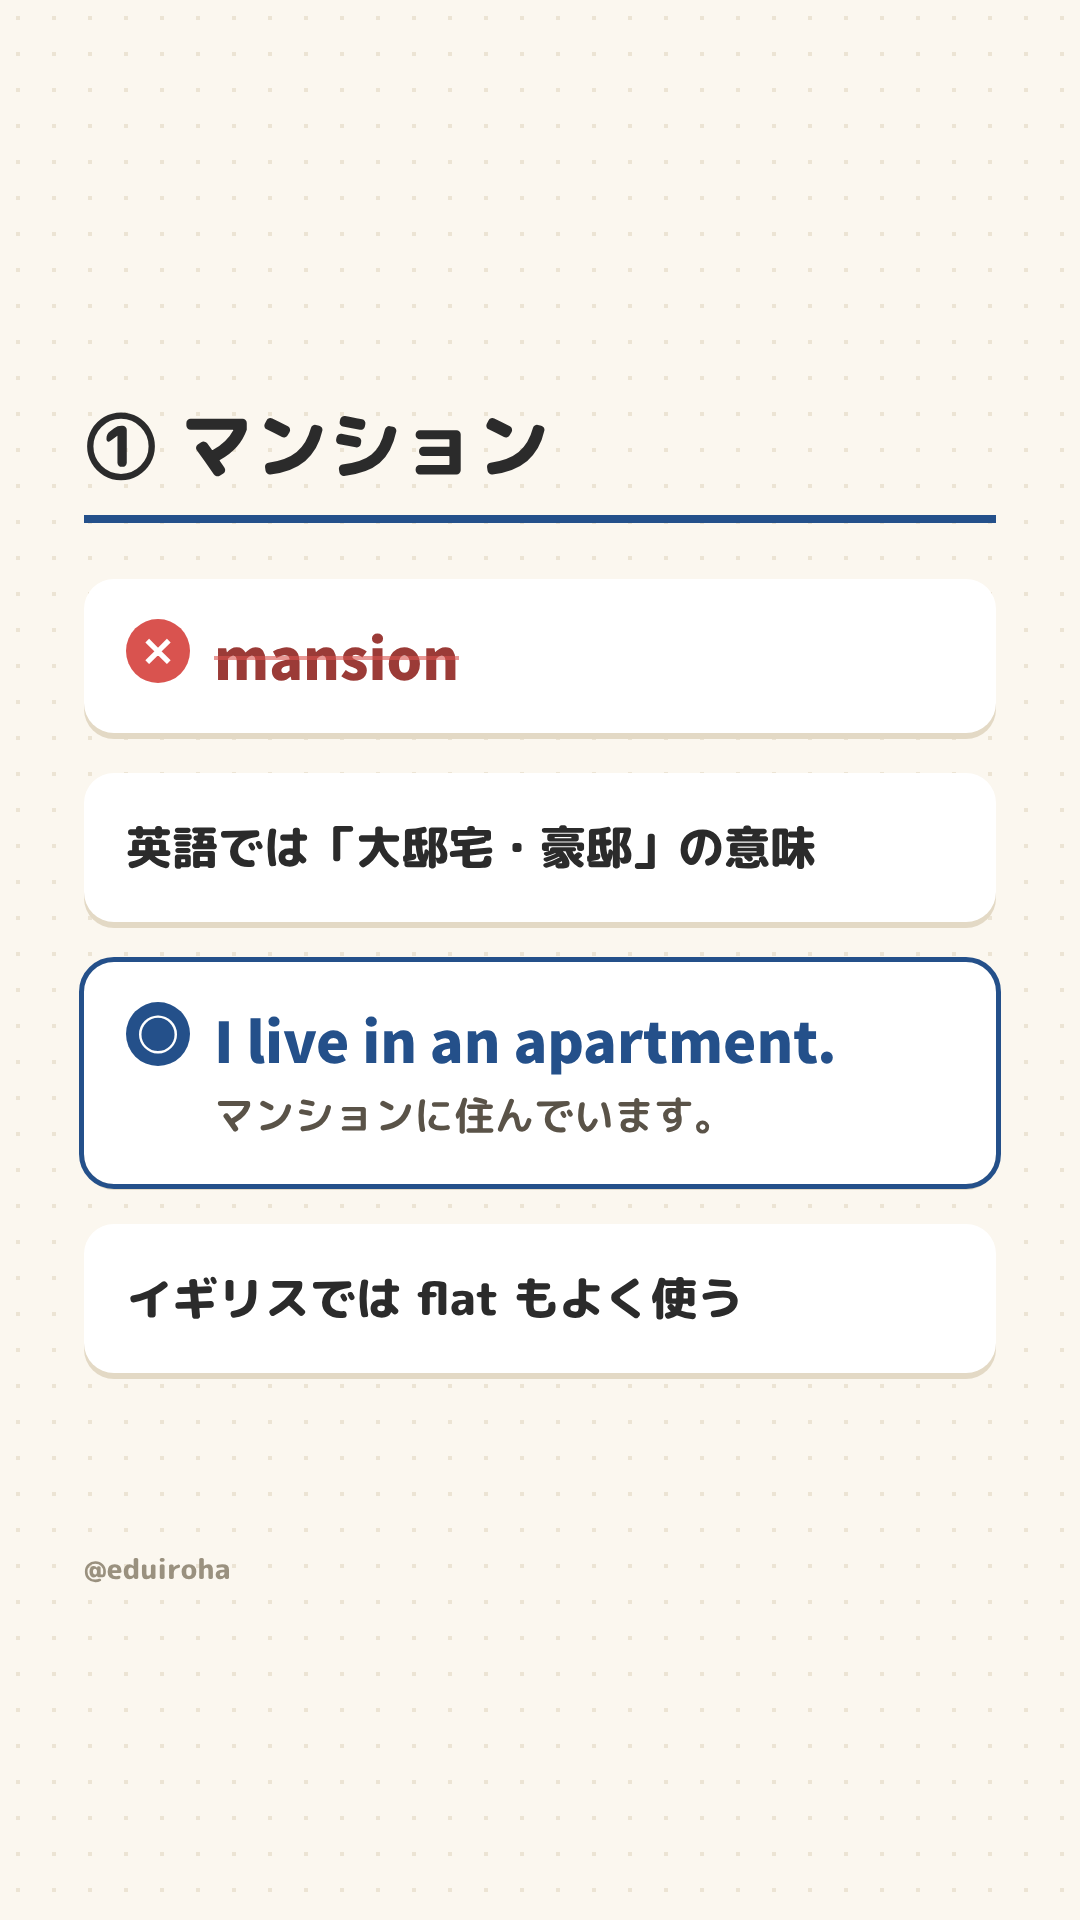 ① マンション
× mansion
英語では「大邸宅・豪邸」の意味
○ I live in an apartment.
マンションに住んでいます。
イギリスでは flat もよく使う
@eduiroha